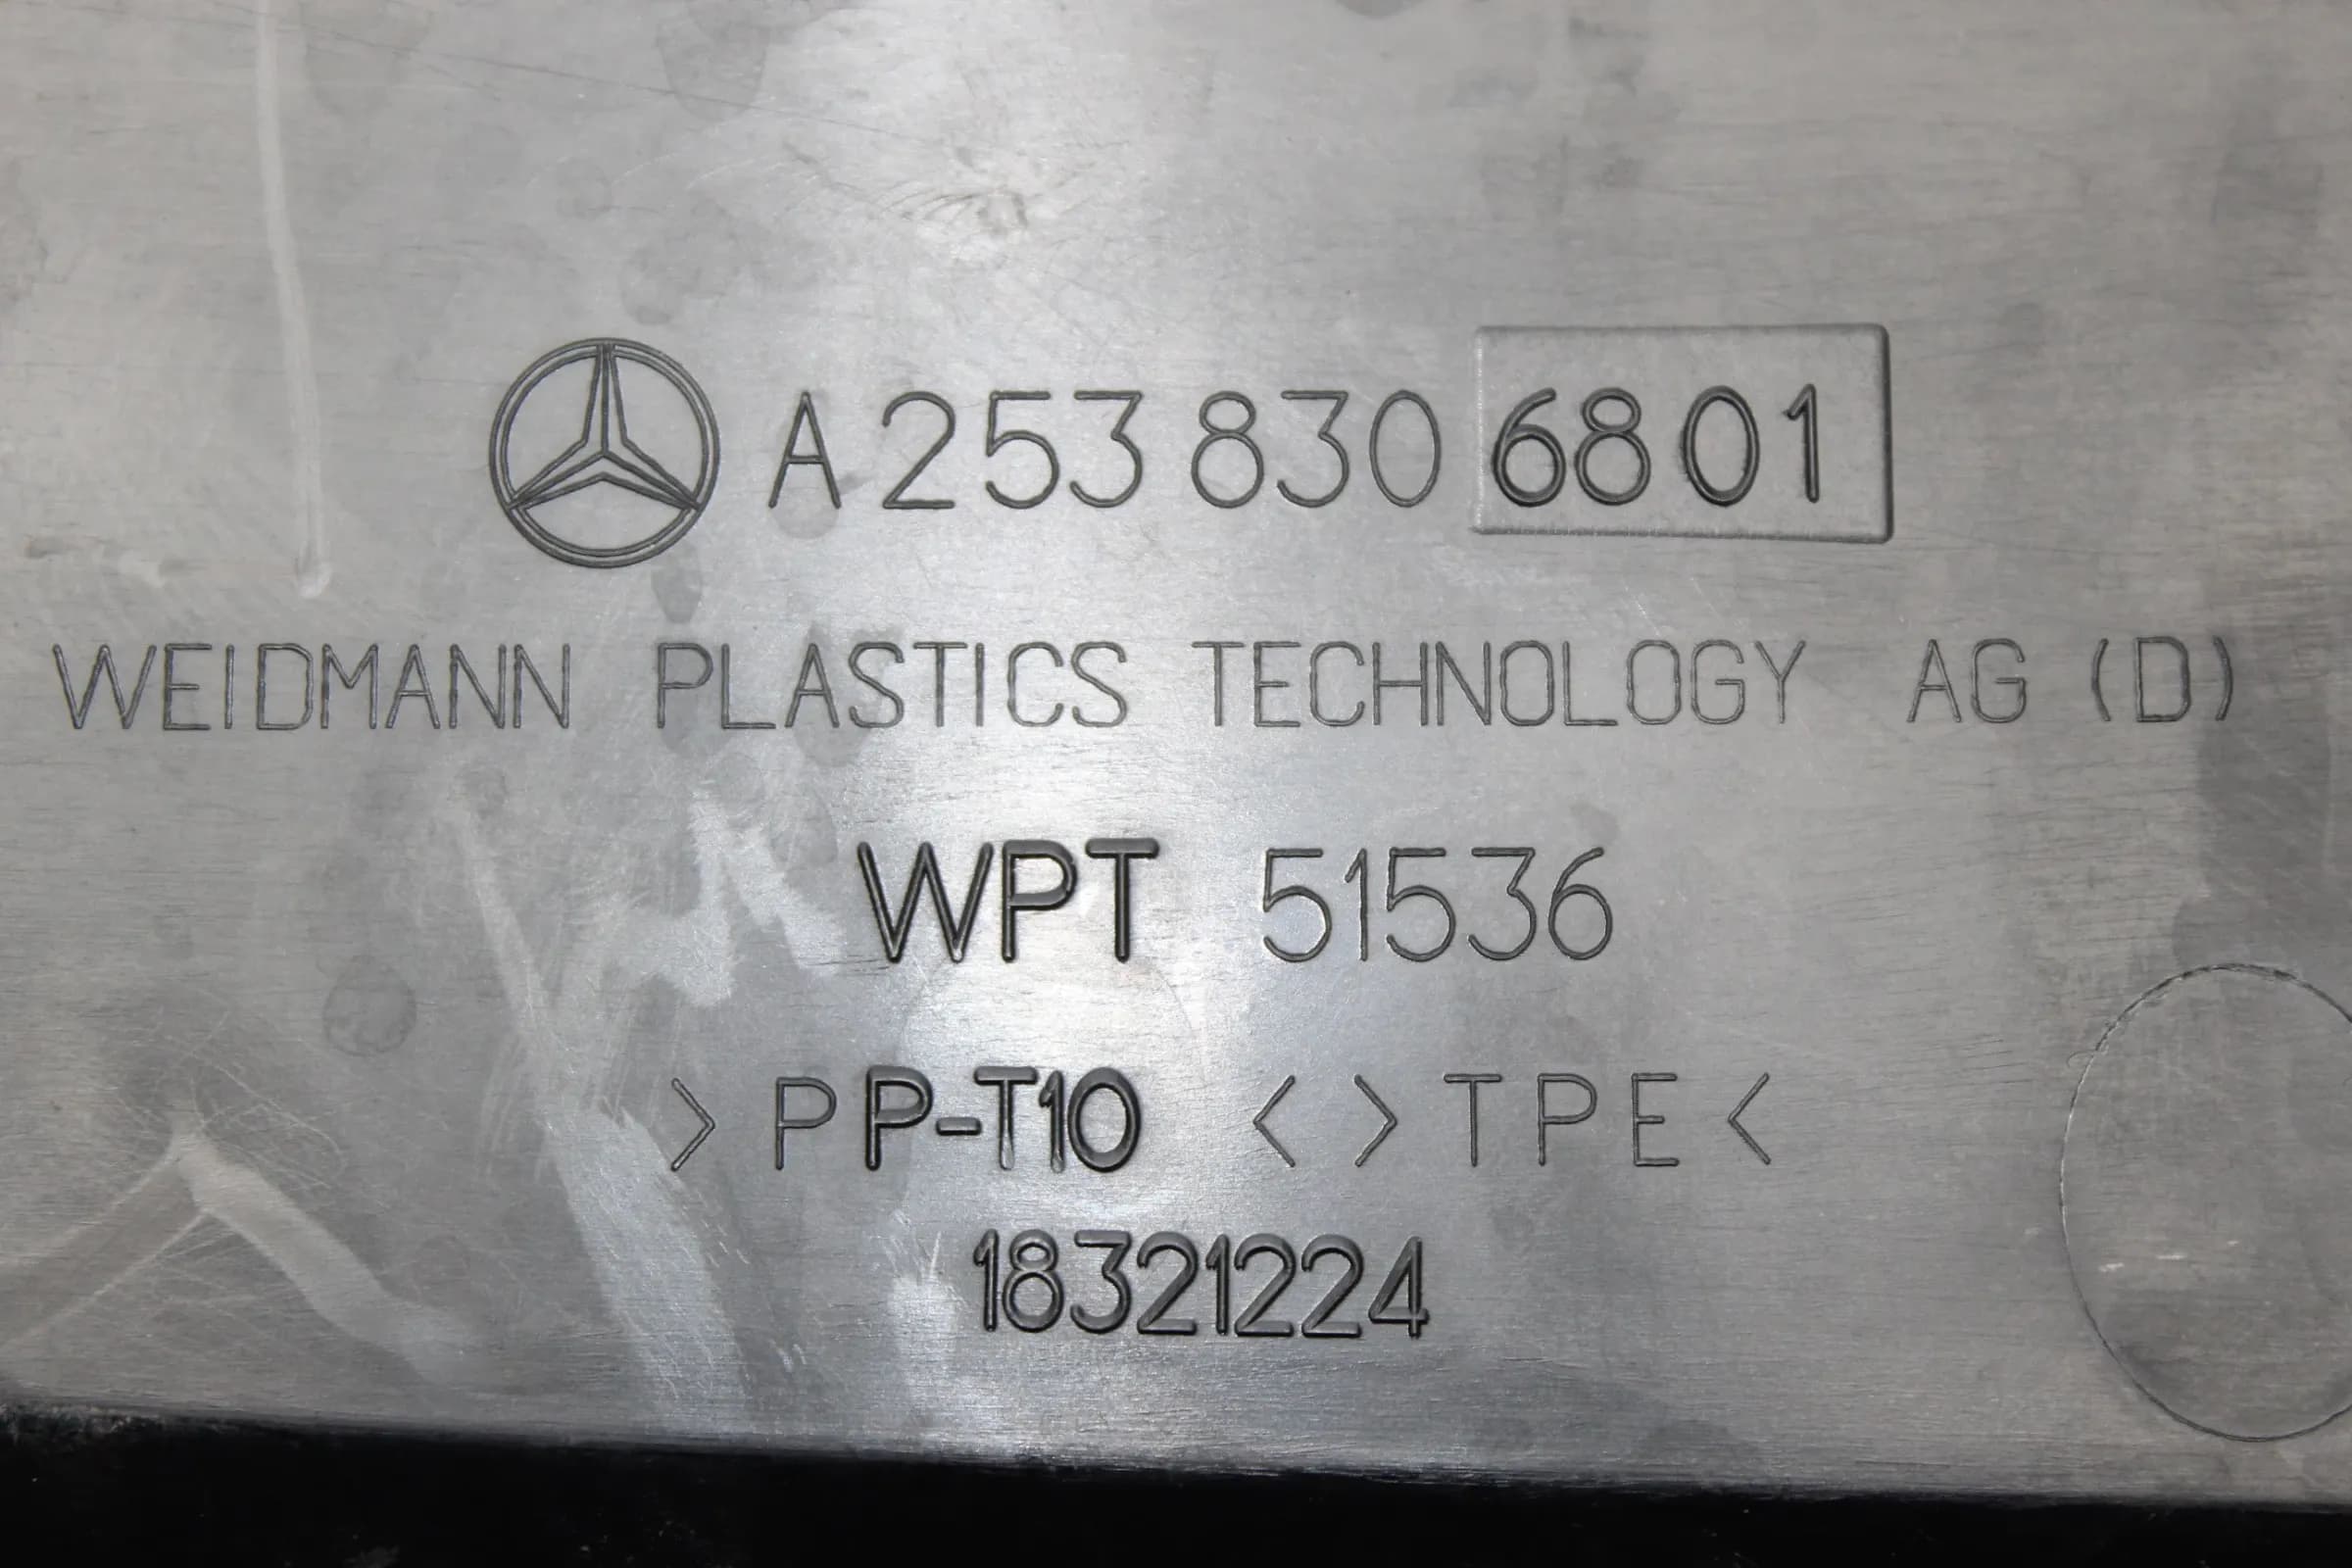 A 253 830 6801
WEIDMANN PLASTICS TECHNOLOGY AG (D)
WPT 51536
>PP-T10 <>TPE<
18321224